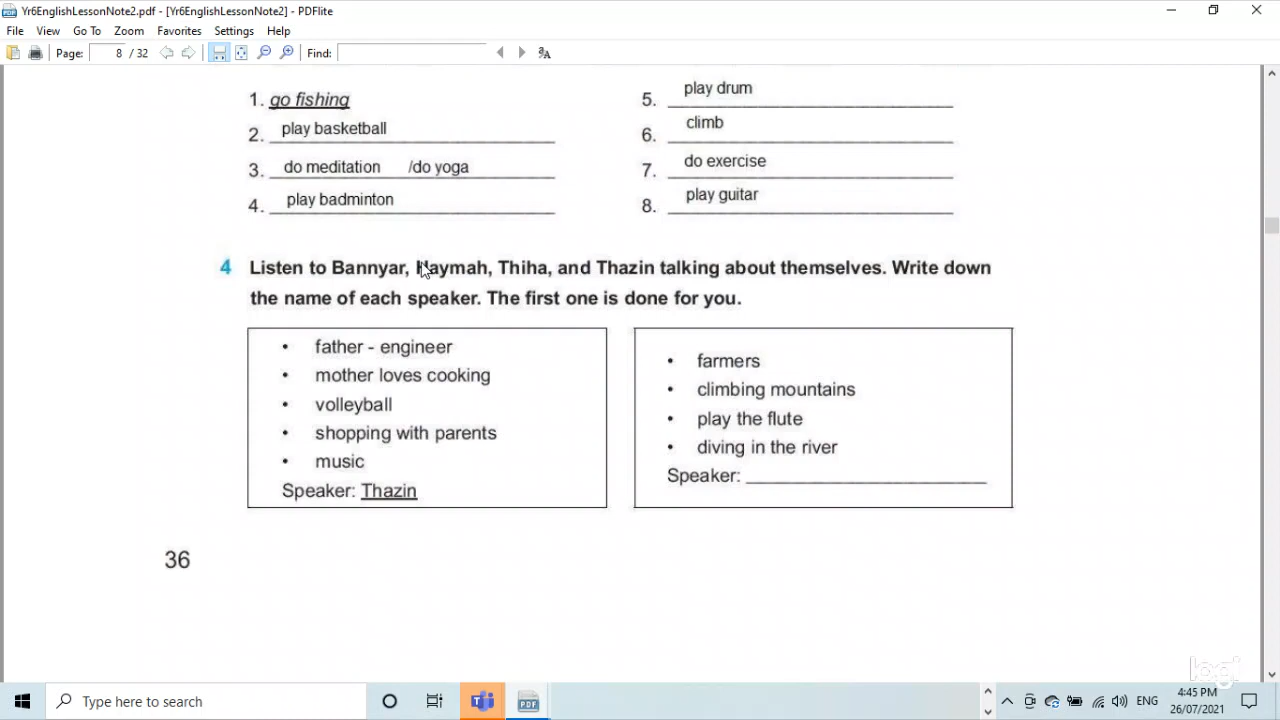 Yr6EnglishLessonNote2.pdf - [Yr6EnglishLessonNote2] - PDFlite
File View Go To Zoom Favorites Settings Help
Page: 8 / 32 Find:
1. go fishing
2. play basketball
3. do meditation /do yoga
4. play badminton
5. play drum
6. climb
7. do exercise
8. play guitar
4 Listen to Bannyar, Naymah, Thiha, and Thazin talking about themselves. Write down
the name of each speaker. The first one is done for you.
• father - engineer
• mother loves cooking
• volleyball
• shopping with parents
• music
Speaker: Thazin
• farmers
• climbing mountains
• play the flute
• diving in the river
Speaker:
36
logi
Type here to search
ENG
4:45 PM
26/07/2021